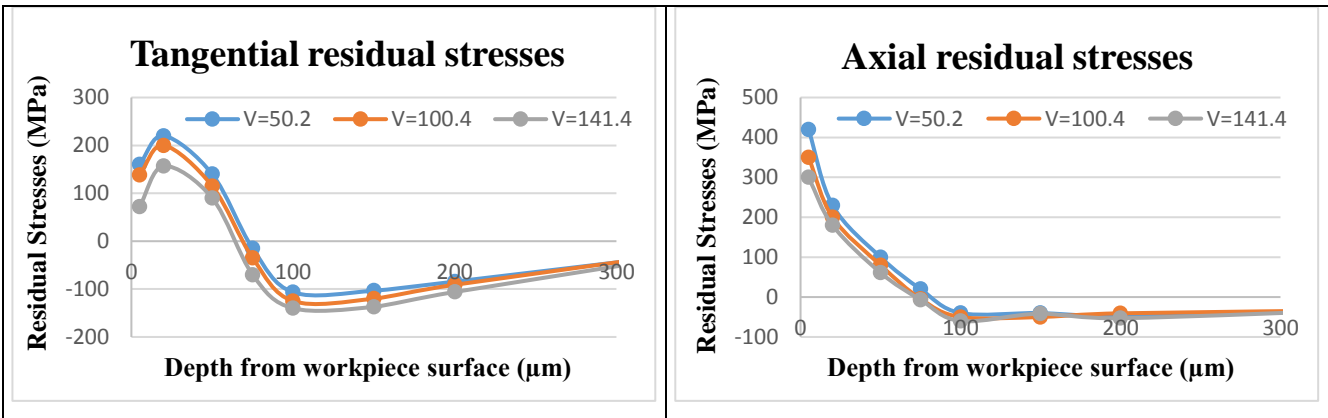 Tangential residual stresses
Residual Stresses (MPa)
300
200
100
0
-100
-200
V=50.2 V=100.4 V=141.4
0 100 200 300
Depth from workpiece surface (µm)
Axial residual stresses
Residual Stresses (MPa)
500
400
300
200
100
0
-100
V=50.2 V=100.4 V=141.4
0 100 200 300
Depth from workpiece surface (µm)